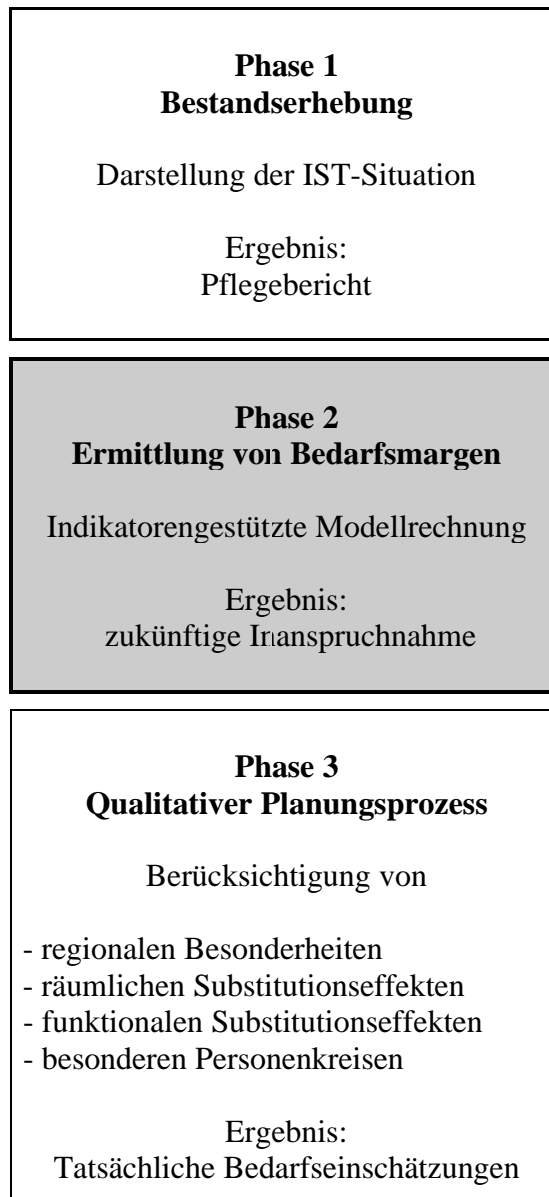 Phase 1
Bestandserhebung
Darstellung der IST-Situation
Ergebnis:
Pflegebericht
Phase 2
Ermittlung von Bedarfsmargen
Indikatorengestützte Modellrechnung
Ergebnis:
zukünftige Inanspruchnahme
Phase 3
Qualitativer Planungsprozess
Berücksichtigung von
- regionalen Besonderheiten
- räumlichen Substitutionseffekten
- funktionalen Substitutionseffekten
- besonderen Personenkreisen
Ergebnis:
Tatsächliche Bedarfseinschätzungen